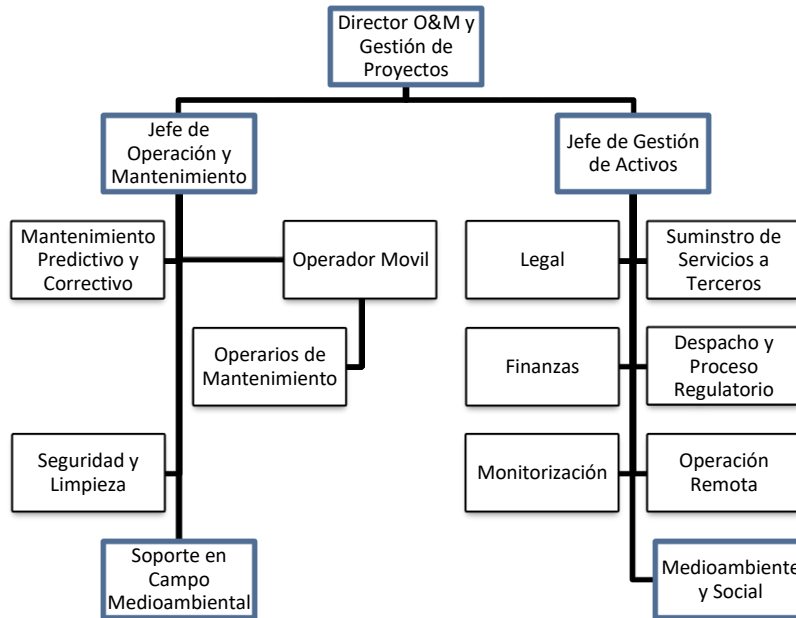 Director O&M y
Gestión de
Proyectos
Jefe de
Operación y
Mantenimiento
Jefe de Gestión
de Activos
Mantenimiento
Predictivo y
Correctivo
Operador Movil
Legal
Suminstro de
Servicios a
Terceros
Operarios de
Mantenimiento
Finanzas
Despacho y
Proceso
Regulatorio
Seguridad y
Limpieza
Monitorización
Operación
Remota
Soporte en
Campo
Medioambiental
Medioambiente
y Social